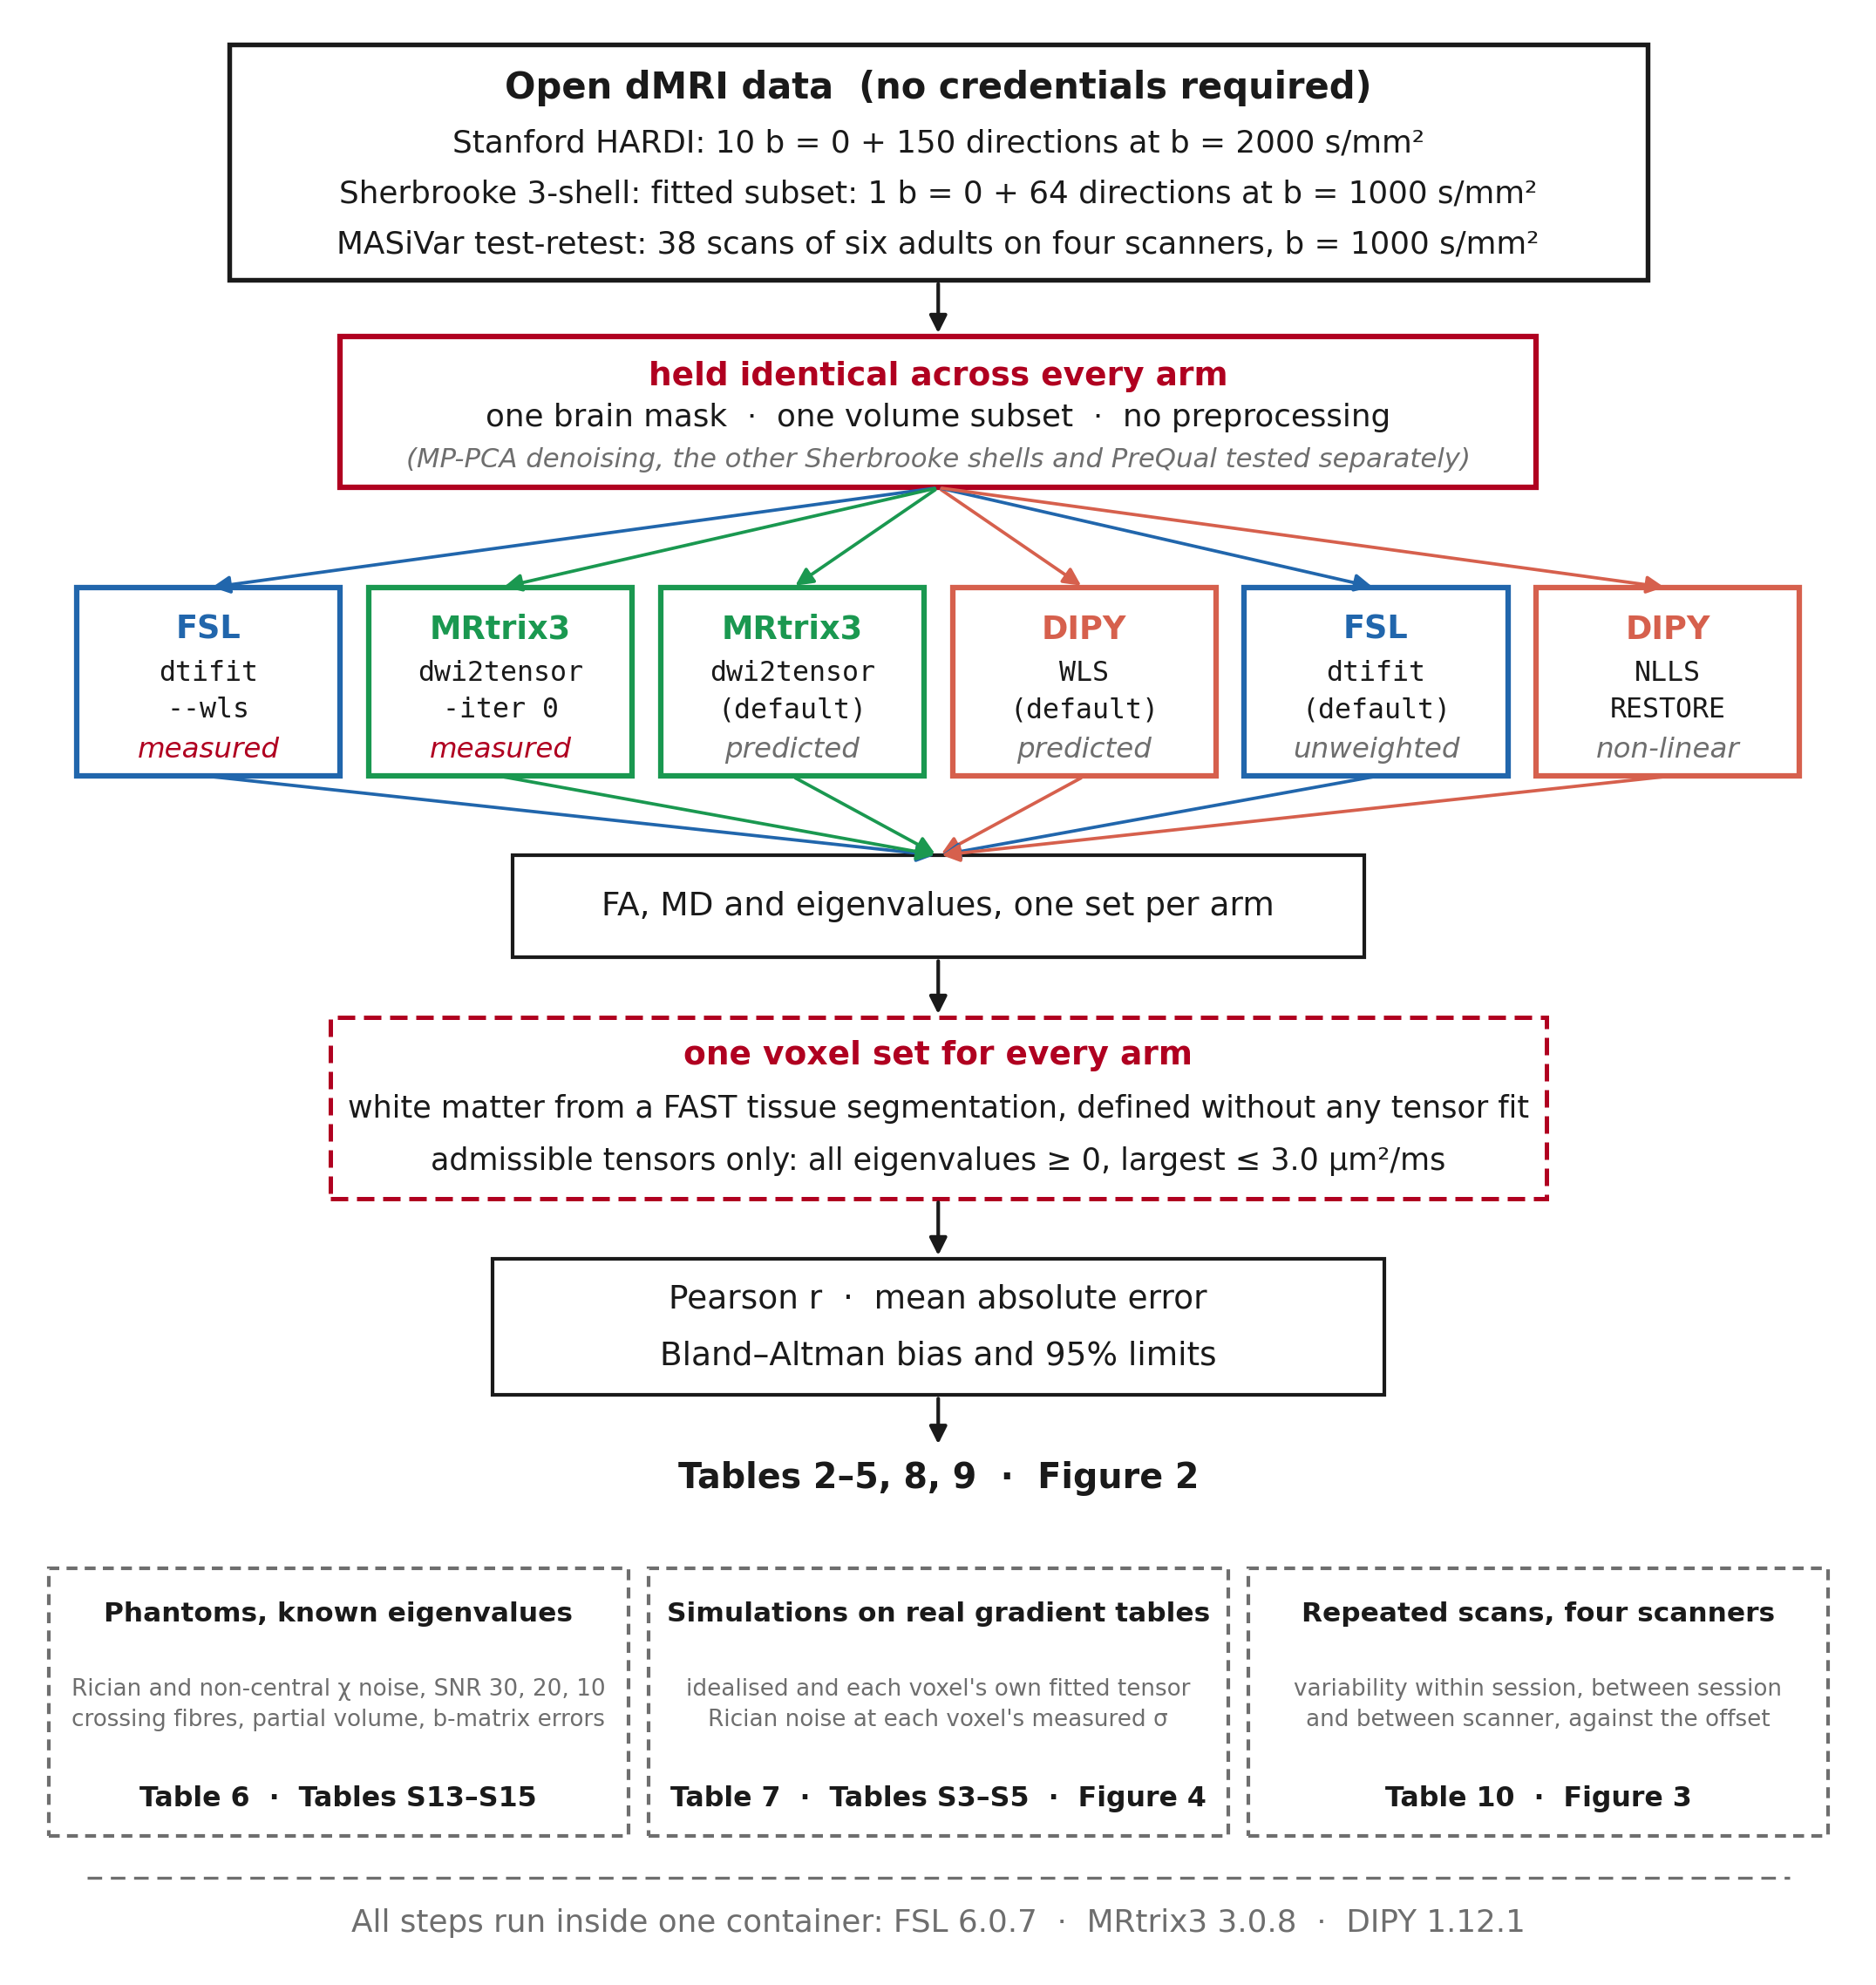 Open dMRI data (no credentials required)
Stanford HARDI: 10 b = 0 + 150 directions at b = 2000 s/mm²
Sherbrooke 3-shell: fitted subset: 1 b = 0 + 64 directions at b = 1000 s/mm²
MASiVar test-retest: 38 scans of six adults on four scanners, b = 1000 s/mm²
held identical across every arm
one brain mask · one volume subset · no preprocessing
(MP-PCA denoising, the other Sherbrooke shells and PreQual tested separately)
FSL
dtifit
--wls
measured
MRtrix3
dwi2tensor
-iter 0
measured
MRtrix3
dwi2tensor
(default)
predicted
DIPY
WLS
(default)
predicted
FSL
dtifit
(default)
unweighted
DIPY
NLLS
RESTORE
non-linear
FA, MD and eigenvalues, one set per arm
one voxel set for every arm
white matter from a FAST tissue segmentation, defined without any tensor fit
admissible tensors only: all eigenvalues ≥ 0, largest ≤ 3.0 µm²/ms
Pearson r · mean absolute error
Bland–Altman bias and 95% limits
Tables 2–5, 8, 9 · Figure 2
Phantoms, known eigenvalues
Rician and non-central χ noise, SNR 30, 20, 10
crossing fibres, partial volume, b-matrix errors
Table 6 · Tables S13–S15
Simulations on real gradient tables
idealised and each voxel's own fitted tensor
Rician noise at each voxel's measured σ
Table 7 · Tables S3–S5 · Figure 4
Repeated scans, four scanners
variability within session, between session
and between scanner, against the offset
Table 10 · Figure 3
All steps run inside one container: FSL 6.0.7 · MRtrix3 3.0.8 · DIPY 1.12.1